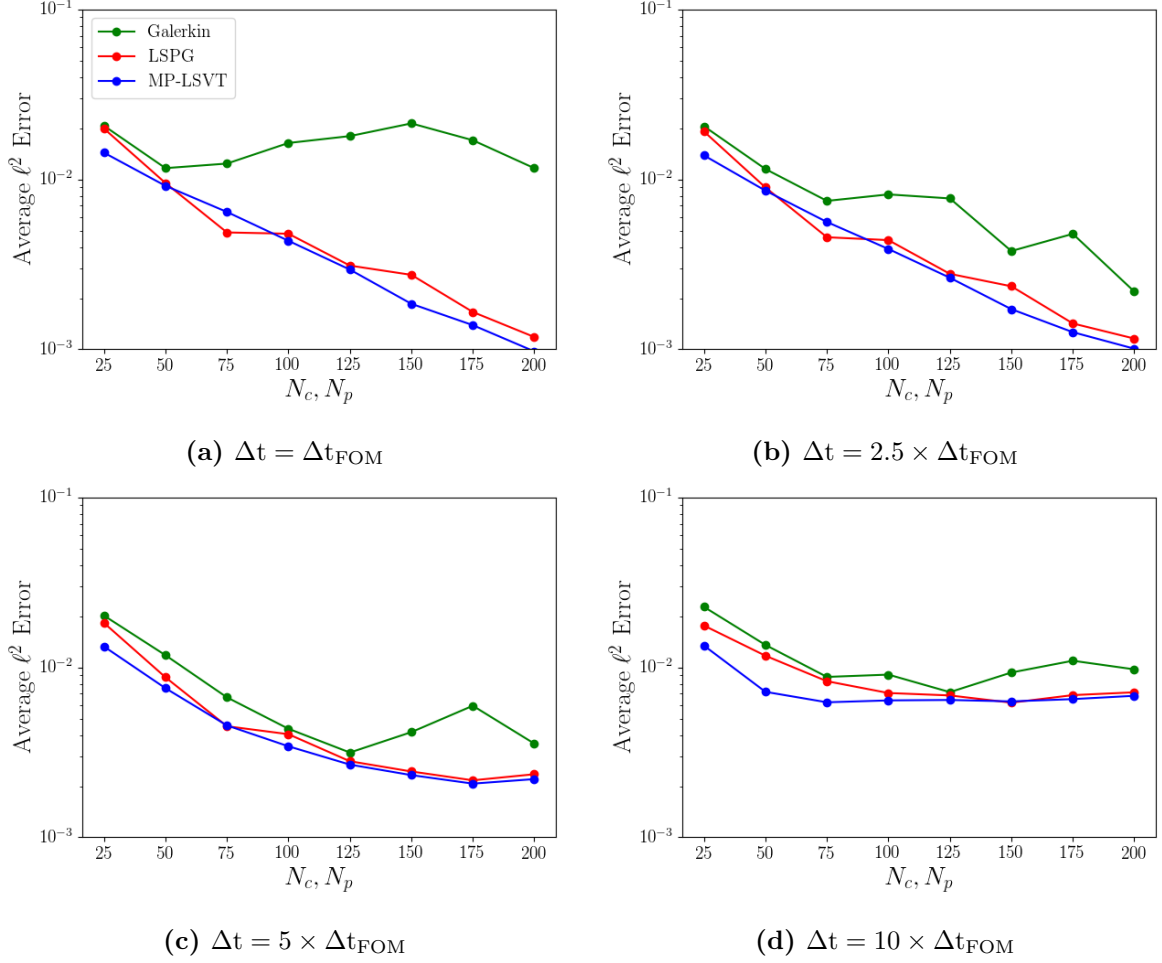 10⁻¹
10⁻²
10⁻³
Average ℓ² Error
Galerkin
LSPG
MP-LSVT
25 50 75 100 125 150 175 200
N_c, N_p
(a) Δt = Δt_FOM
10⁻¹
10⁻²
10⁻³
Average ℓ² Error
25 50 75 100 125 150 175 200
N_c, N_p
(b) Δt = 2.5 × Δt_FOM
10⁻¹
10⁻²
10⁻³
Average ℓ² Error
25 50 75 100 125 150 175 200
N_c, N_p
(c) Δt = 5 × Δt_FOM
10⁻¹
10⁻²
10⁻³
Average ℓ² Error
25 50 75 100 125 150 175 200
N_c, N_p
(d) Δt = 10 × Δt_FOM